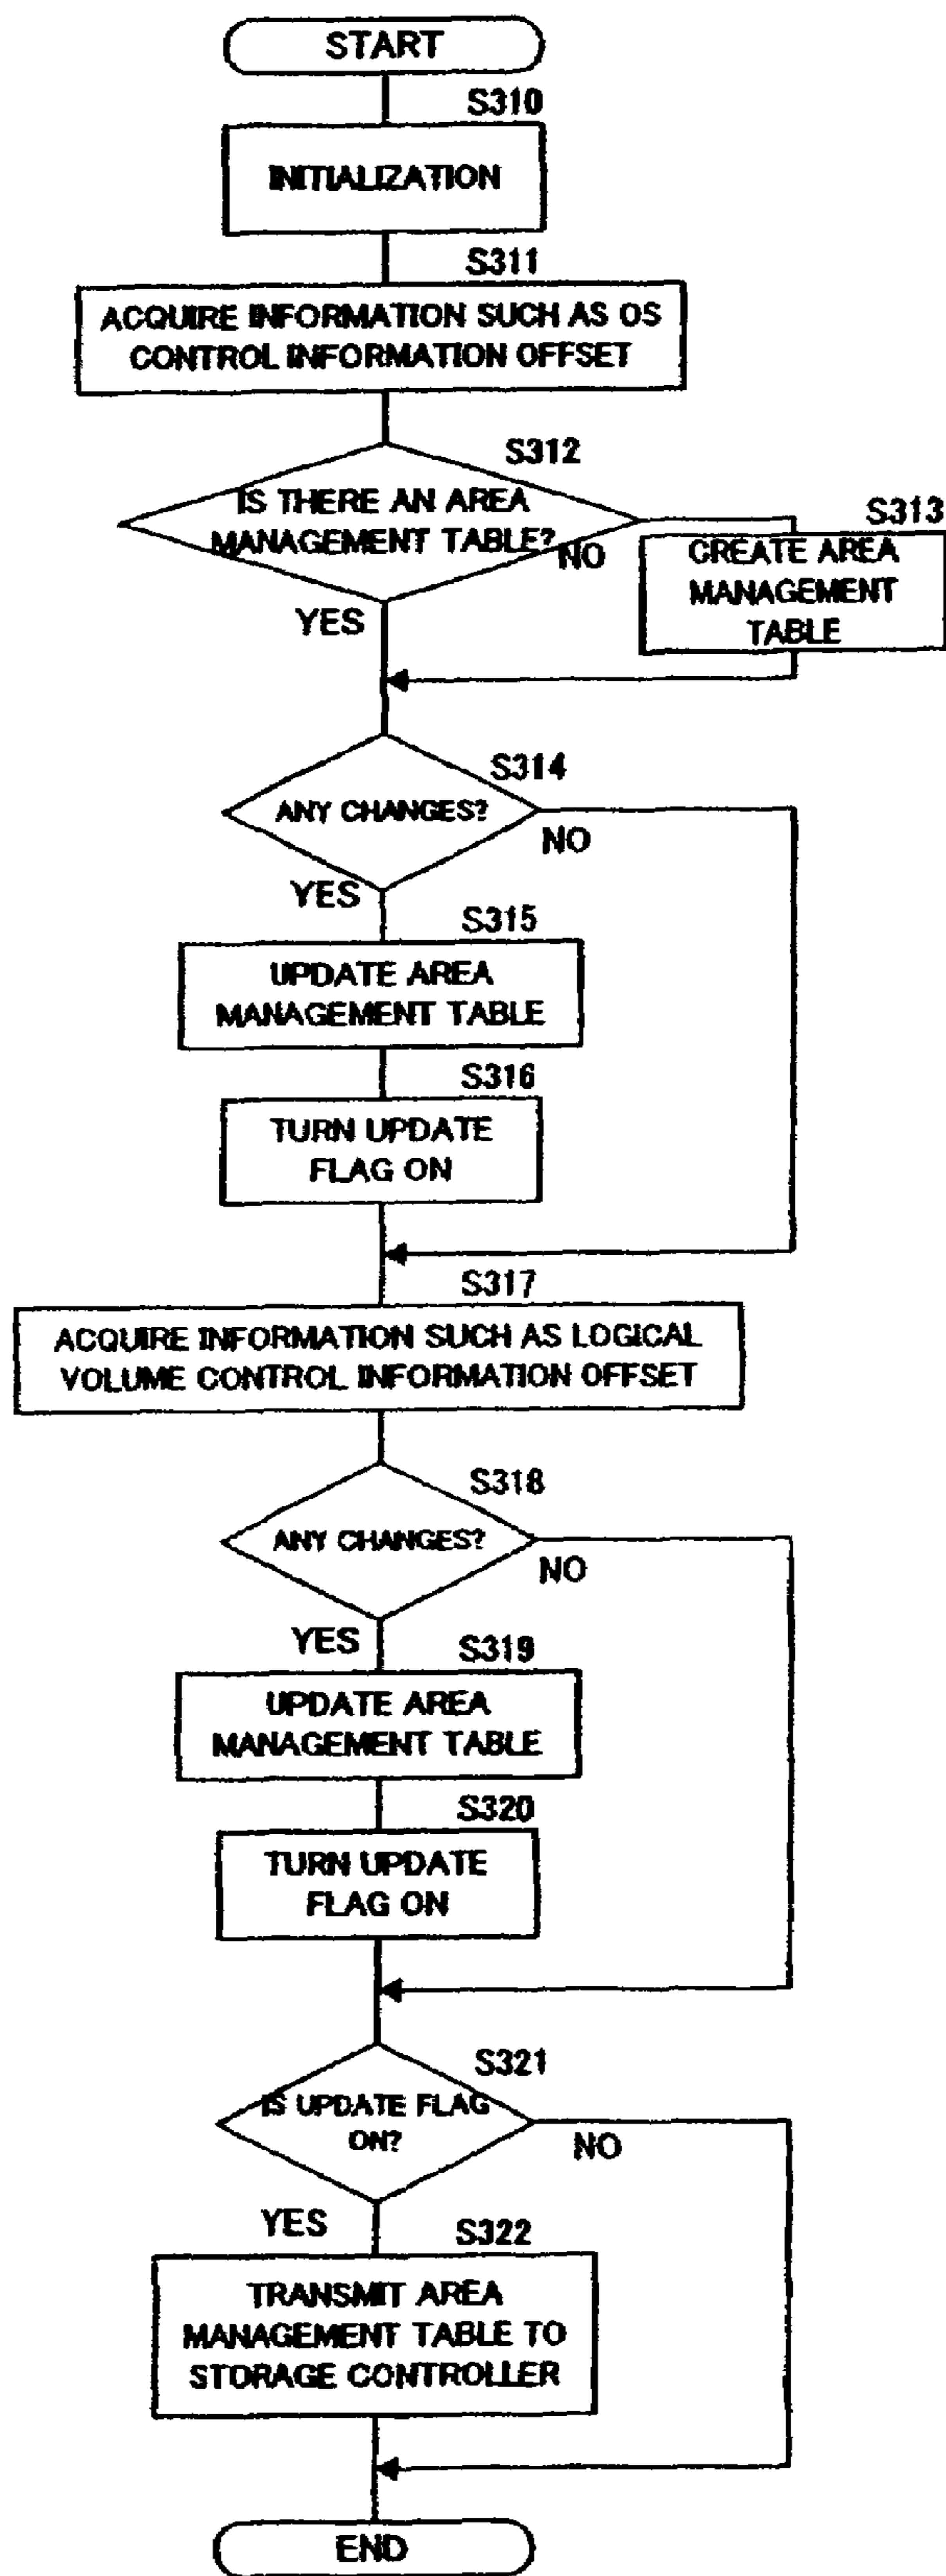 START
S310
INITIALIZATION
S311
ACQUIRE INFORMATION SUCH AS OS
CONTROL INFORMATION OFFSET
S312
IS THERE AN AREA
MANAGEMENT TABLE?
NO
S313
CREATE AREA
MANAGEMENT
TABLE
YES
S314
ANY CHANGES?
NO
YES
S315
UPDATE AREA
MANAGEMENT TABLE
S316
TURN UPDATE
FLAG ON
S317
ACQUIRE INFORMATION SUCH AS LOGICAL
VOLUME CONTROL INFORMATION OFFSET
S318
ANY CHANGES?
NO
YES
S319
UPDATE AREA
MANAGEMENT TABLE
S320
TURN UPDATE
FLAG ON
S321
IS UPDATE FLAG
ON?
NO
YES
S322
TRANSMIT AREA
MANAGEMENT TABLE TO
STORAGE CONTROLLER
END